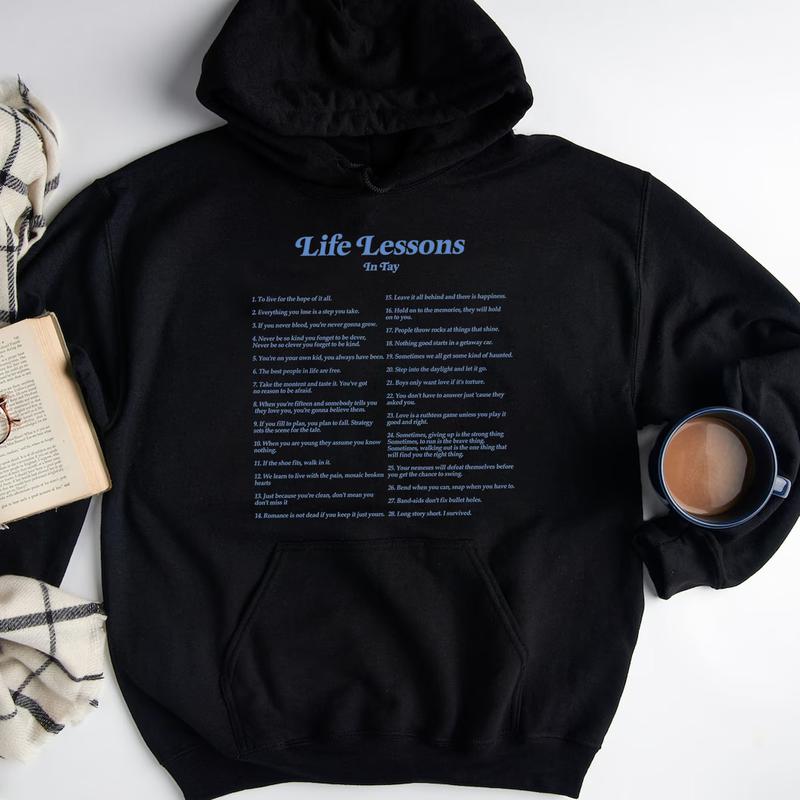 Life Lessons
In Tay
1. To live for the hope of it all.
2. Everything you lose is a step you take.
3. If you never blood, you're never gonna grow.
4. Never be so kind you forget to be clever,
Never be so clever you forget to be kind.
5. You're on your own kid, you always have been.
6. The best people in life are free.
7. Take the moment and taste it. You've got
no reason to be afraid.
8. When you're fifteen and somebody tells you
they love you, you're gonna believe them.
9. If you fill to plan, you plan to fall. Strategy
sets the scene for the tale.
10. When you are young they assume you know
nothing.
11. If the shoe fits, walk in it.
12. We learn to live with the pain, mosaic broken
hearts
13. Just because you're clean, don't mean you
don't miss it
14. Romance is not dead if you keep it just yours.
15. Leave it all behind and there is happiness.
16. Hold on to the memories, they will hold
on to you.
17. People throw rocks at things that shine.
18. Nothing good starts in a getaway car.
19. Sometimes we all get some kind of haunted.
20. Step into the daylight and let it go.
21. Boys only want love if it's torture.
22. You don't have to answer just 'cause they
asked you.
23. Love is a ruthless game unless you play it
good and right.
24. Sometimes, giving up is the strong thing
Sometimes, to run is the brave thing.
Sometimes, walking out is the one thing that
will find you the right thing.
25. Your nemeses will defeat themselves before
you get the chance to swing.
26. Bend when you can, snap when you have to.
27. Band-aids don't fix bullet holes.
28. Long story short. I survived.